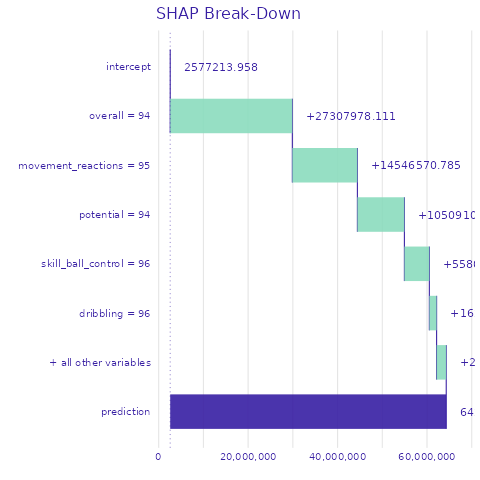 SHAP Break-Down
intercept 2577213.958
overall = 94 +27307978.111
movement_reactions = 95 +14546570.785
potential = 94 +1050910
skill_ball_control = 96 +558
dribbling = 96 +16
+ all other variables +2
prediction 64
0 20,000,000 40,000,000 60,000,000